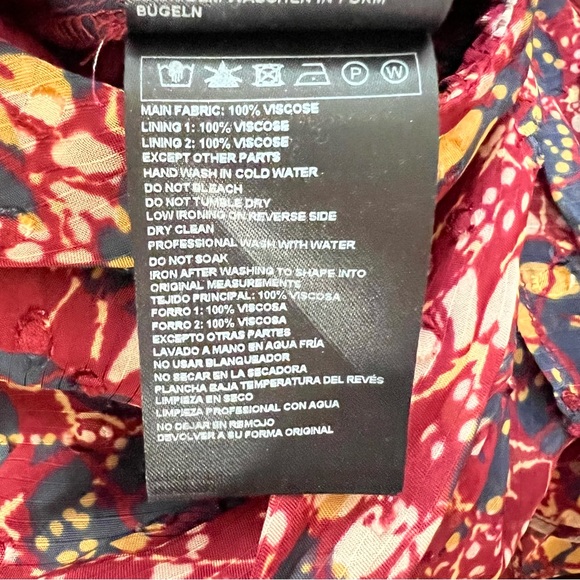 BÜGELN
P W
MAIN FABRIC: 100% VISCOSE
LINING 1: 100% VISCOSE
LINING 2: 100% VISCOSE
EXCEPT OTHER PARTS
HAND WASH IN COLD WATER
DO NOT BLEACH
DO NOT TUMBLE DRY
LOW IRONING ON REVERSE SIDE
DRY CLEAN
PROFESSIONAL WASH WITH WATER
DO NOT SOAK
IRON AFTER WASHING TO SHAPE INTO
ORIGINAL MEASUREMENTS
TEJIDO PRINCIPAL: 100% VISCOSA
FORRO 1: 100% VISCOSA
FORRO 2: 100% VISCOSA
EXCEPTO OTRAS PARTES
LAVADO A MANO EN AGUA FRÍA
NO USAR BLANQUEADOR
NO SECAR EN LA SECADORA
PLANCHA BAJA TEMPERATURA DEL REVÉS
LIMPIEZA EN SECO
LIMPIEZA PROFESIONAL CON AGUA
NO DEJAR EN REMOJO
DEVOLVER A SU FORMA ORIGINAL